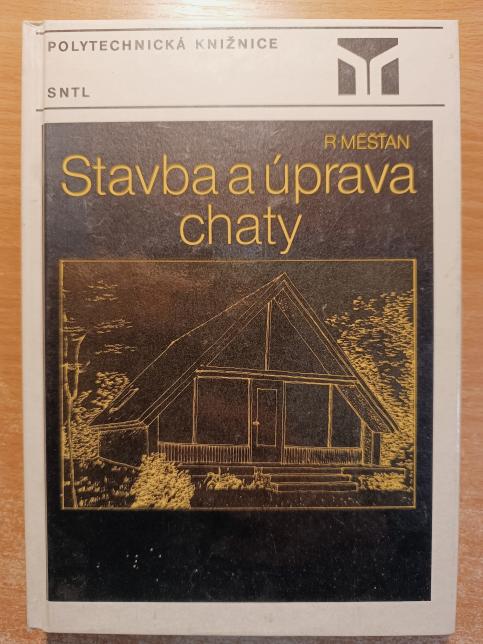 POLYTECHNICKÁ KNIŽNICE
SNTL
R·MĚŠŤAN
Stavba a úprava
chaty